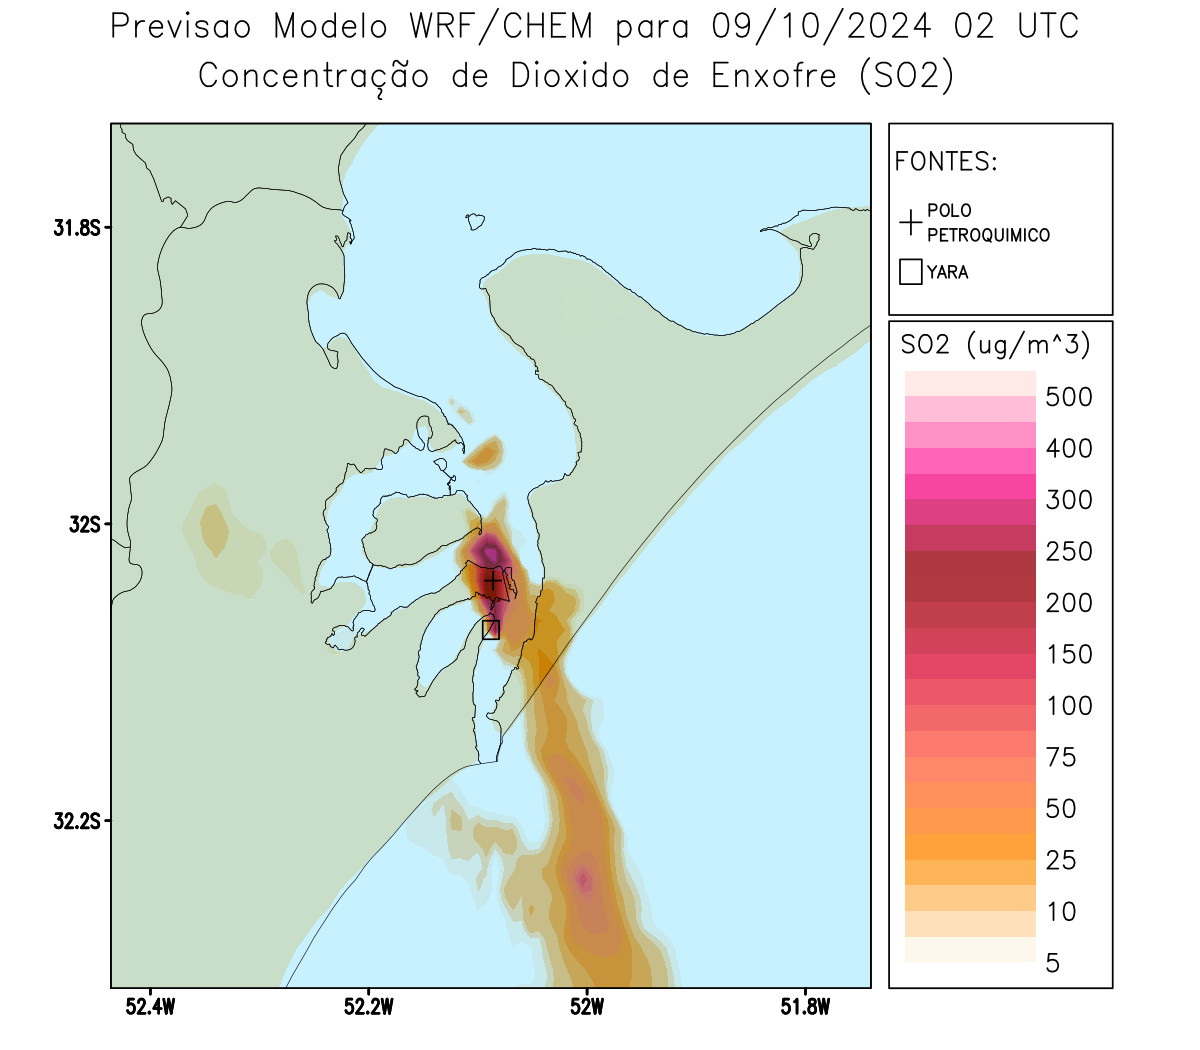 Previsao Modelo WRF/CHEM para 09/10/2024 02 UTC
Concentração de Dioxido de Enxofre (SO2)
FONTES:
POLO
PETROQUIMICO
YARA
31.8S
32S
32.2S
52.4W
52.2W
52W
51.8W
SO2 (ug/m^3)
500
400
300
250
200
150
100
75
50
25
10
5